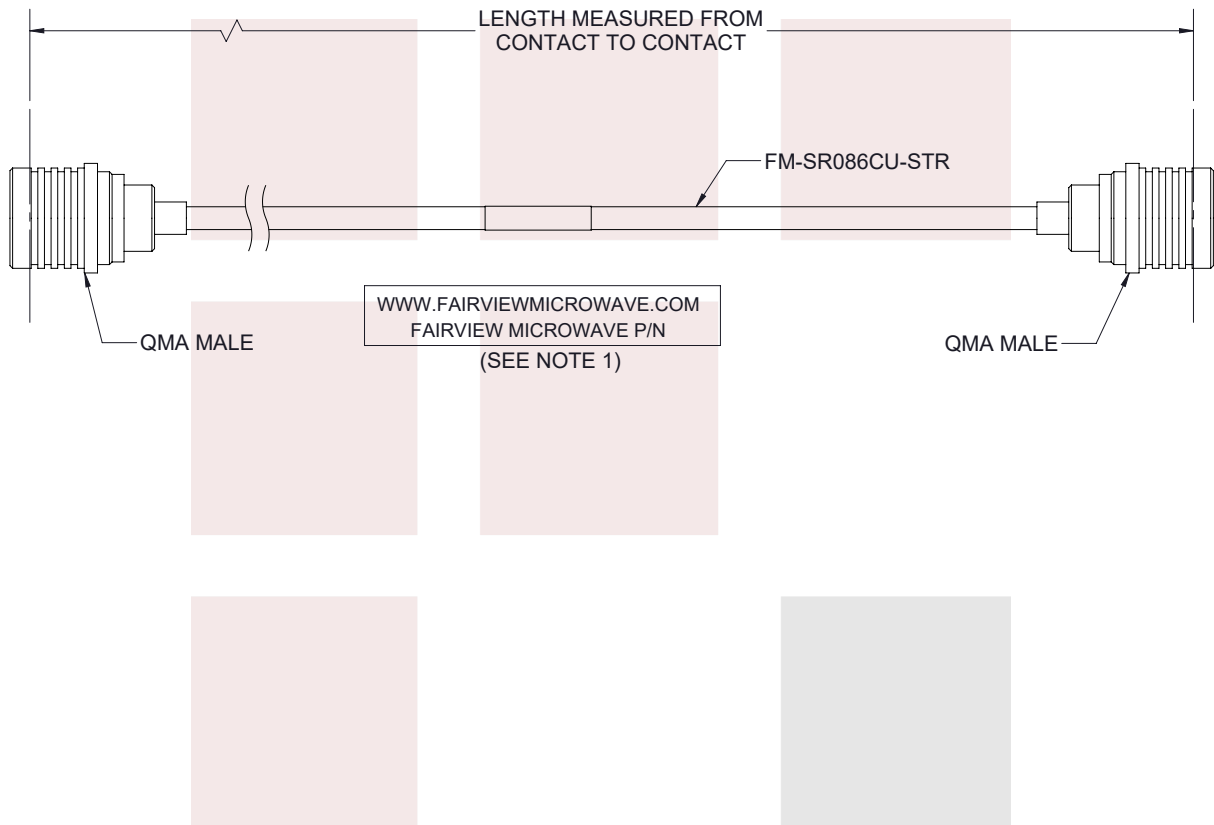 LENGTH MEASURED FROM
CONTACT TO CONTACT
FM-SR086CU-STR
WWW.FAIRVIEWMICROWAVE.COM
FAIRVIEW MICROWAVE P/N
(SEE NOTE 1)
QMA MALE
QMA MALE